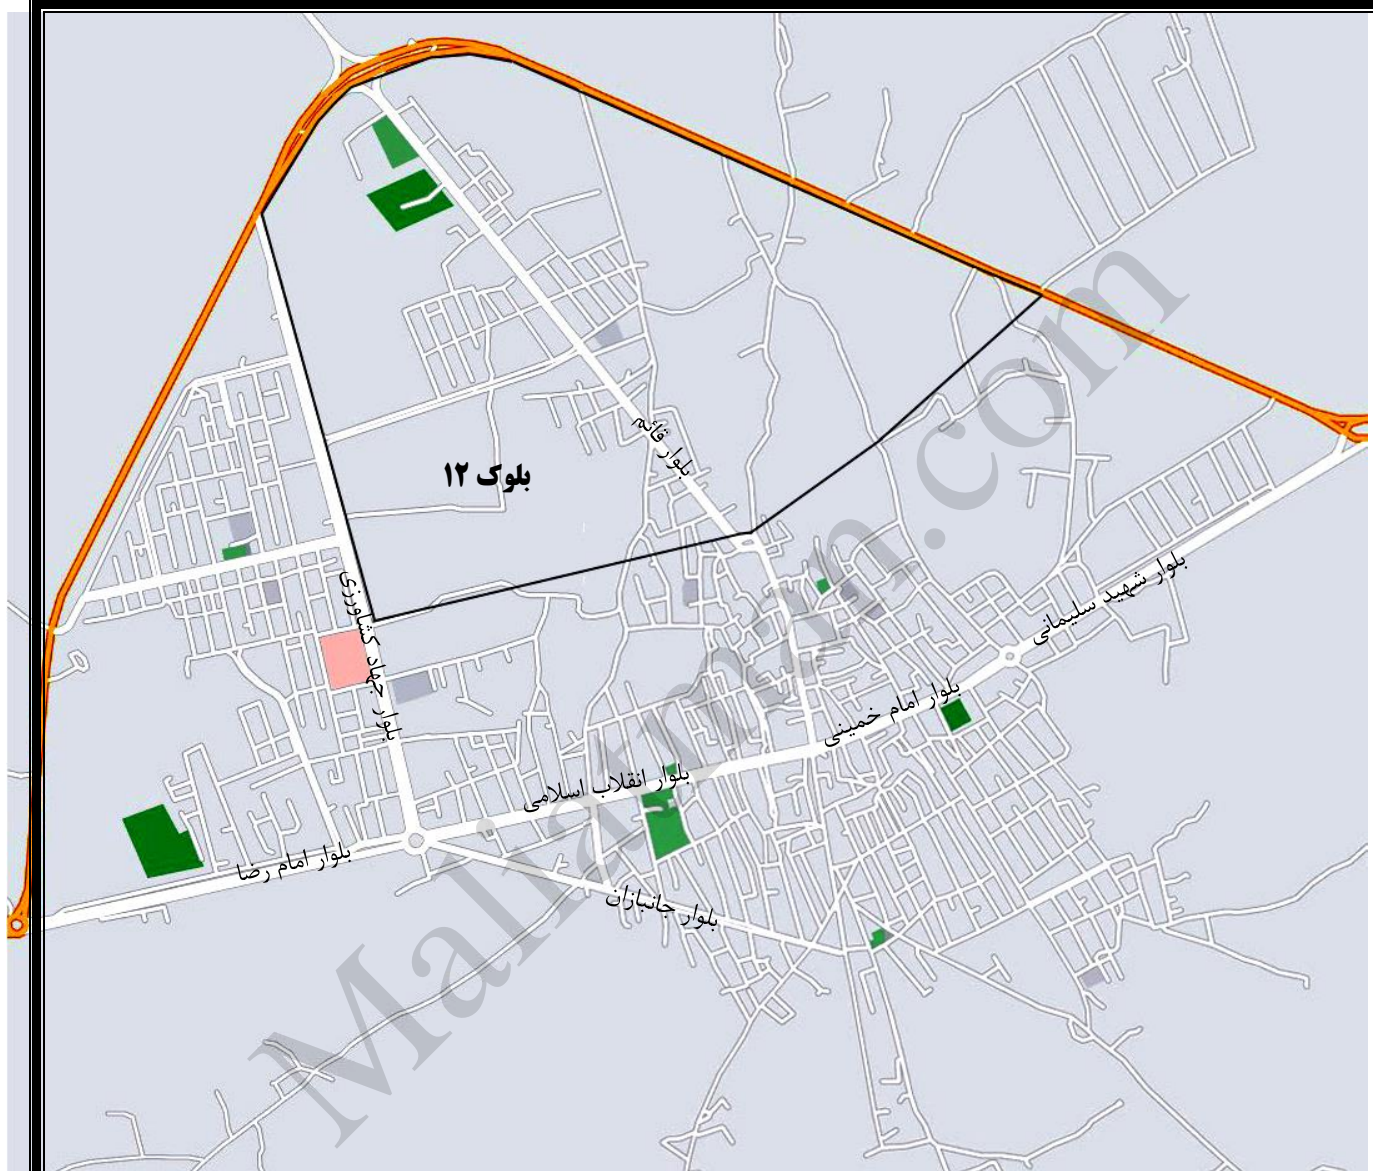 بلوار قائم
بلوک ۱۲
بلوار جهاد کشاورزی
بلوار شهید سلیمانی
بلوار امام خمینی
بلوار انقلاب اسلامی
بلوار امام رضا
بلوار جانبازان
Maliatman.com